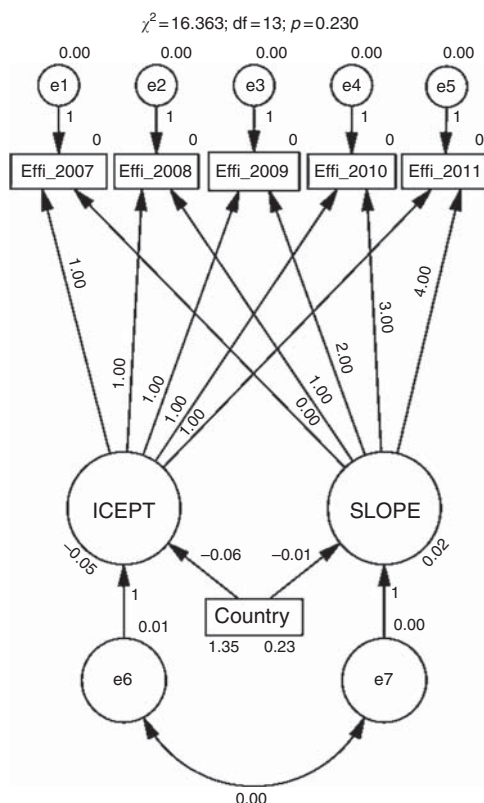 χ²=16.363; df=13; p=0.230
0.00 0.00 0.00 0.00 0.00
e1 e2 e3 e4 e5
1 1 1 1 1
0 0 0 0 0
Effi_2007 Effi_2008 Effi_2009 Effi_2010 Effi_2011
1.00 1.00 1.00 1.00 1.00 0.00 1.00 2.00 3.00 4.00
ICEPT SLOPE
−0.05 −0.06 −0.01 0.02
Country
1 1
0.01 1.35 0.23 0.00
e6 e7
0.00